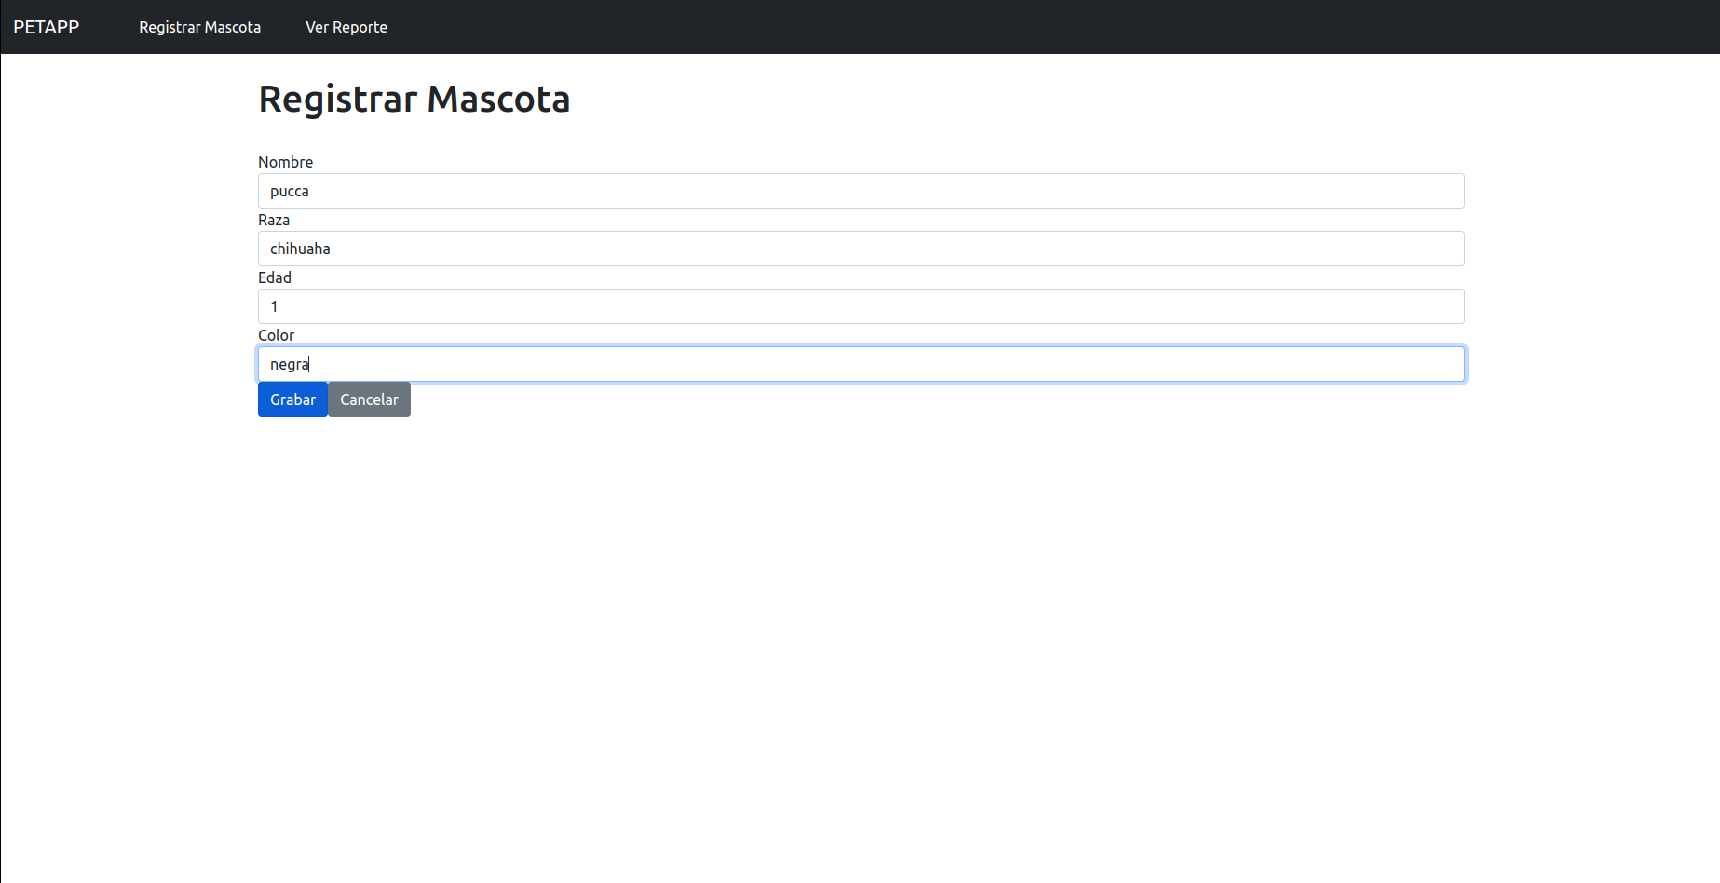 PETAPP Registrar Mascota Ver Reporte
Registrar Mascota
Nombre
pucca
Raza
chihuaha
Edad
1
Color
negra
Grabar Cancelar